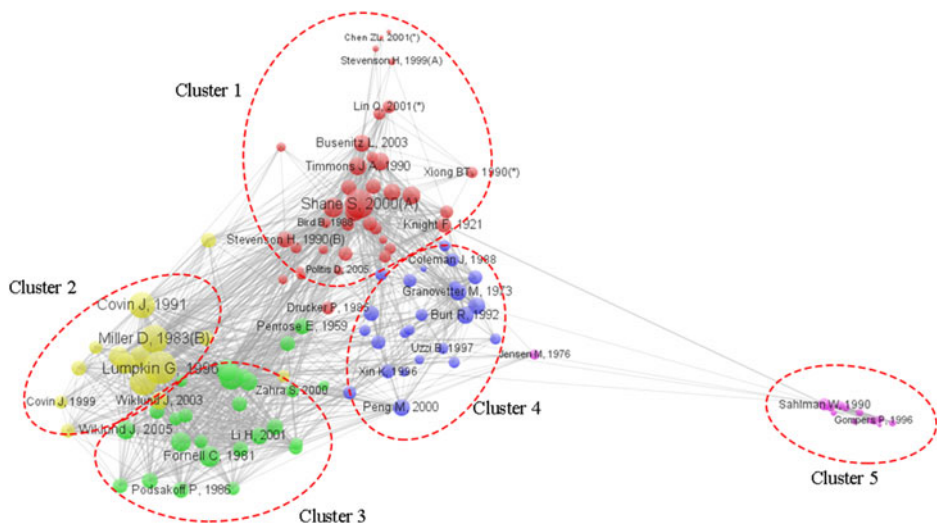 Chen ZL, 2001(*)
Stevenson H, 1999(A)
Cluster 1
Lin Q, 2001(*)
Busenitz L, 2003
Timmons J A, 1990
Xiong BT, 1990(*)
Shane S, 2000(A)
Bird B, 1988
Knight F, 1921
Stevenson H, 1990(B)
Coleman J, 1988
Politis D, 2005
Cluster 2
Granovetter M, 1973
Covin J, 1991
Drucker P, 1985
Burt R, 1992
Penrose E, 1959
Miller D, 1983(B)
Uzzi B, 1997
Jensen M, 1976
Lumpkin G, 1996
Xin K, 1996
Zahra S, 2000
Covin J, 1999
Wiklund J, 2003
Peng M, 2000
Cluster 4
Sahlman W, 1990
Gompers P, 1996
Wiklund J, 2005
Li H, 2001
Fornell C, 1981
Cluster 5
Podsakoff P, 1986
Cluster 3